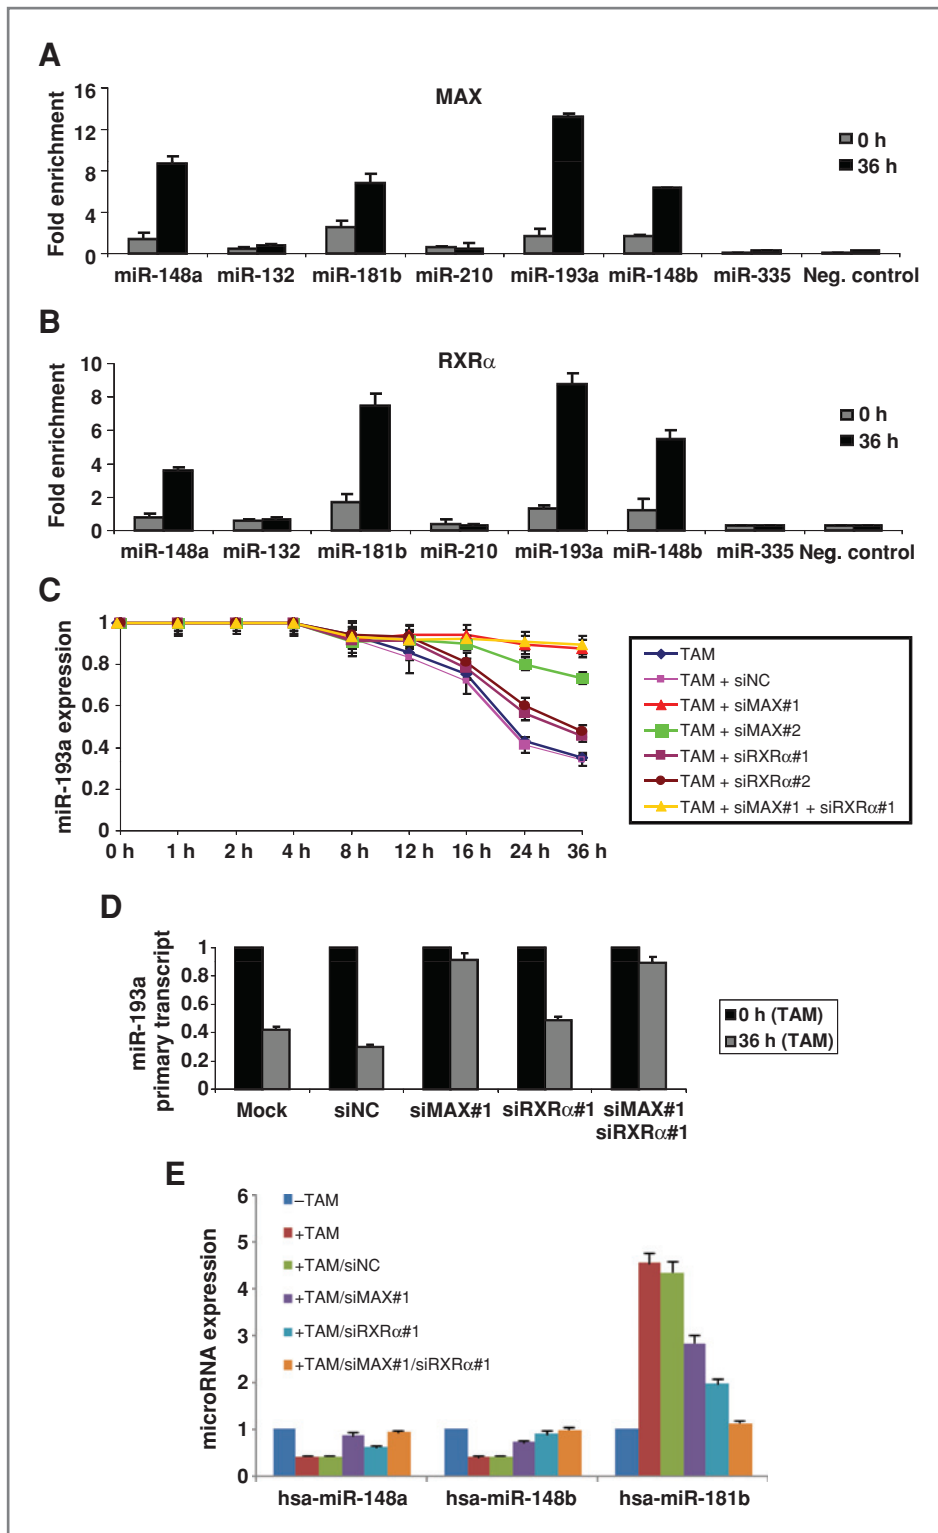 A
MAX
Fold enrichment
16
12
8
4
0
0 h
36 h
miR-148a miR-132 miR-181b miR-210 miR-193a miR-148b miR-335 Neg. control
B
RXRα
Fold enrichment
10
8
6
4
2
0
0 h
36 h
miR-148a miR-132 miR-181b miR-210 miR-193a miR-148b miR-335 Neg. control
C
miR-193a expression
1
0.8
0.6
0.4
0.2
0
0 h 1 h 2 h 4 h 8 h 12 h 16 h 24 h 36 h
TAM
TAM + siNC
TAM + siMAX#1
TAM + siMAX#2
TAM + siRXRα#1
TAM + siRXRα#2
TAM + siMAX#1 + siRXRα#1
D
miR-193a
primary transcript
1
0.8
0.6
0.4
0.2
0
0 h (TAM)
36 h (TAM)
Mock siNC siMAX#1 siRXRα#1 siMAX#1
siRXRα#1
E
microRNA expression
6
5
4
3
2
1
0
–TAM
+TAM
+TAM/siNC
+TAM/siMAX#1
+TAM/siRXRα#1
+TAM/siMAX#1/siRXRα#1
hsa-miR-148a hsa-miR-148b hsa-miR-181b